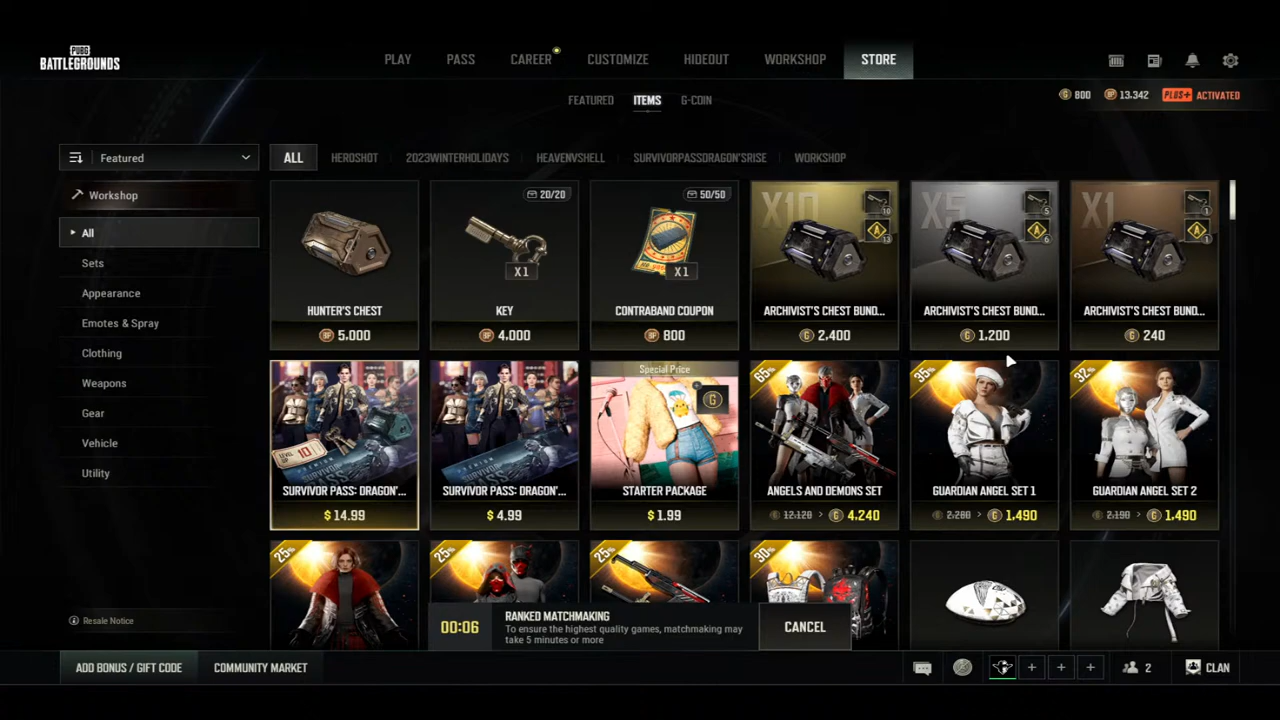 PUBG
BATTLEGROUNDS
PLAY
PASS
CAREER
CUSTOMIZE
HIDEOUT
WORKSHOP
STORE
FEATURED
ITEMS
G-COIN
G 800
BP 13,342
PLUS+ ACTIVATED
Featured
ALL
HEROSHOT
2023WINTERHOLIDAYS
HEAVENVSHELL
SURVIVORPASSDRAGON'SRISE
WORKSHOP
Workshop
All
Sets
Appearance
Emotes & Spray
Clothing
Weapons
Gear
Vehicle
Utility
Resale Notice
HUNTER'S CHEST
BP 5,000
20/20
X1
KEY
BP 4,000
50/50
X1
CONTRABAND COUPON
BP 800
X10
10
A
13
ARCHIVIST'S CHEST BUND...
G 2,400
X5
5
A
6
ARCHIVIST'S CHEST BUND...
G 1,200
X1
1
A
1
ARCHIVIST'S CHEST BUND...
G 240
LEVEL UP 10
SURVIVOR PASS: DRAGON'...
$ 14.99
SURVIVOR PASS: DRAGON'...
$ 4.99
Special Price
G
STARTER PACKAGE
$ 1.99
65%
ANGELS AND DEMONS SET
G 12,120 > G 4,240
35%
GUARDIAN ANGEL SET 1
G 2,280 > G 1,490
32%
GUARDIAN ANGEL SET 2
G 2,190 > G 1,490
25%
25%
25%
30%
00:06
RANKED MATCHMAKING
To ensure the highest quality games, matchmaking may
take 5 minutes or more
CANCEL
ADD BONUS / GIFT CODE
COMMUNITY MARKET
2
CLAN